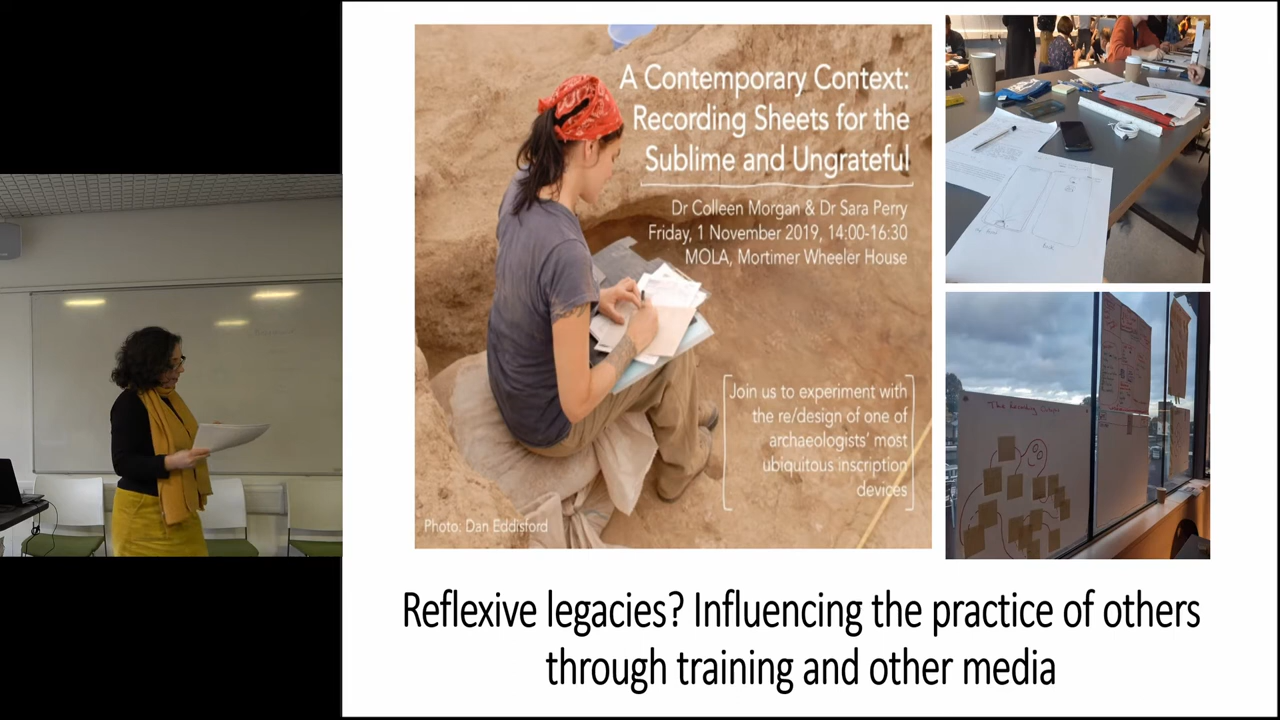 A Contemporary Context:
Recording Sheets for the
Sublime and Ungrateful
Dr Colleen Morgan & Dr Sara Perry
Friday, 1 November 2019, 14:00-16:30
MOLA, Mortimer Wheeler House
Join us to experiment with
the re/design of one of
archaeologists' most
ubiquitous inscription
devices
Photo: Dan Eddisford
Reflexive legacies? Influencing the practice of others
through training and other media